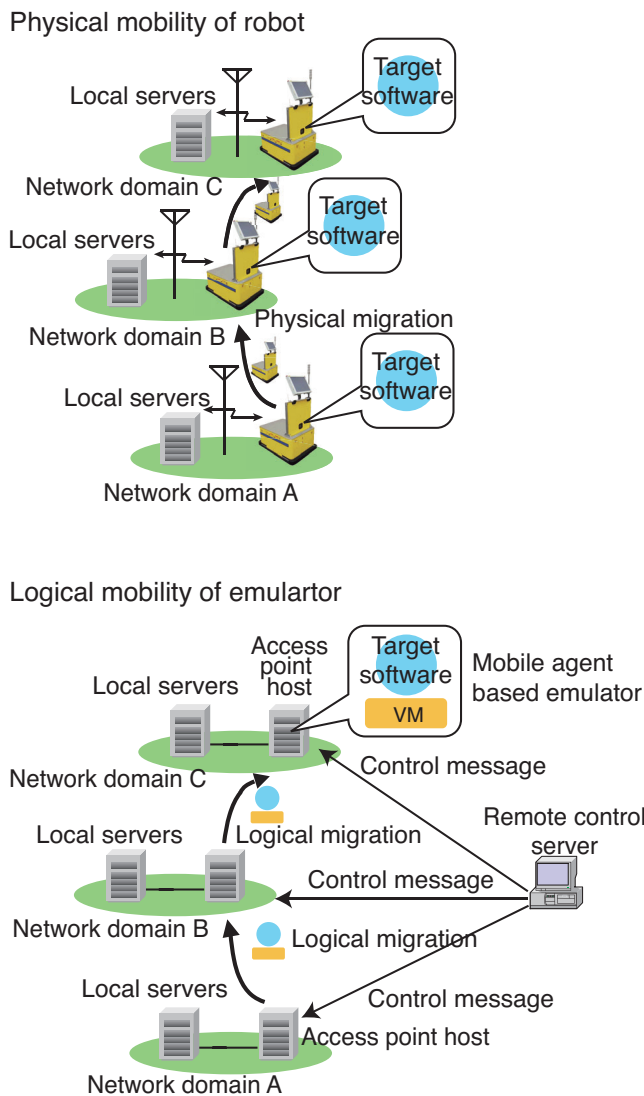 Physical mobility of robot
Target
software
Local servers
Network domain C
Target
software
Local servers
Network domain B
Physical migration
Target
software
Local servers
Network domain A
Logical mobility of emulartor
Access
point
host
Target
software
VM
Mobile agent
based emulator
Local servers
Network domain C
Control message
Remote control
server
Local servers
Logical migration
Control message
Network domain B
Logical migration
Local servers
Control message
Access point host
Network domain A